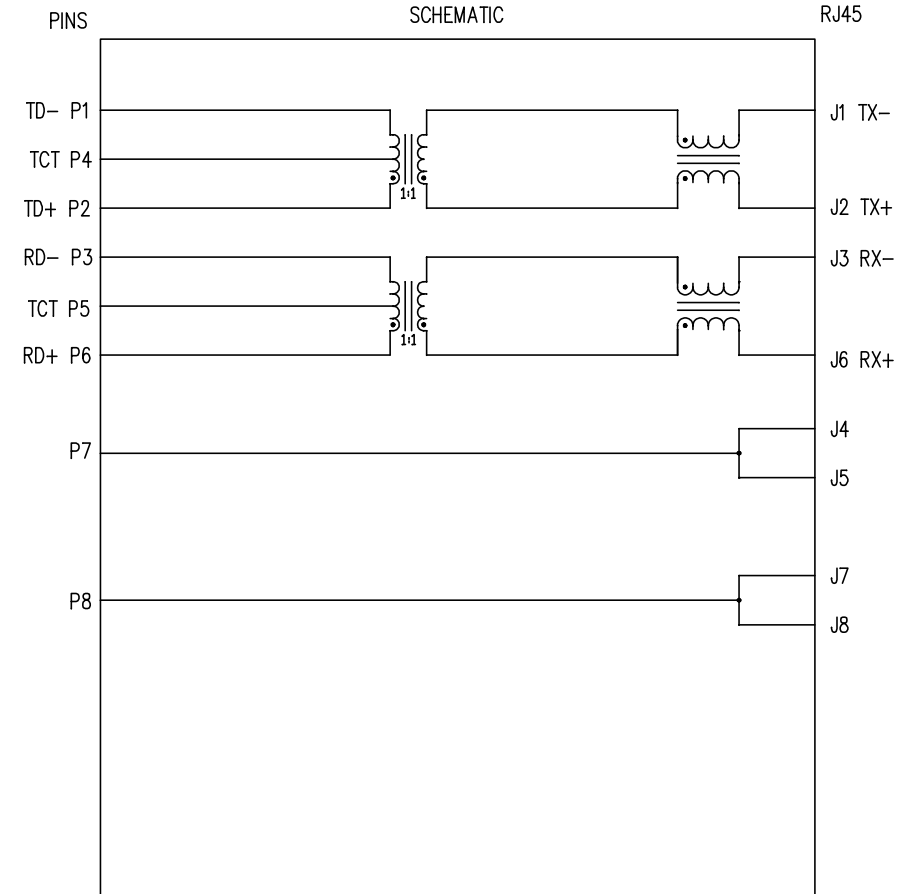 PINS SCHEMATIC RJ45
TD- P1 J1 TX-
TCT P4
1:1
TD+ P2 J2 TX+
RD- P3 J3 RX-
TCT P5
1:1
RD+ P6 J6 RX+
J4
P7
J5
J7
P8
J8